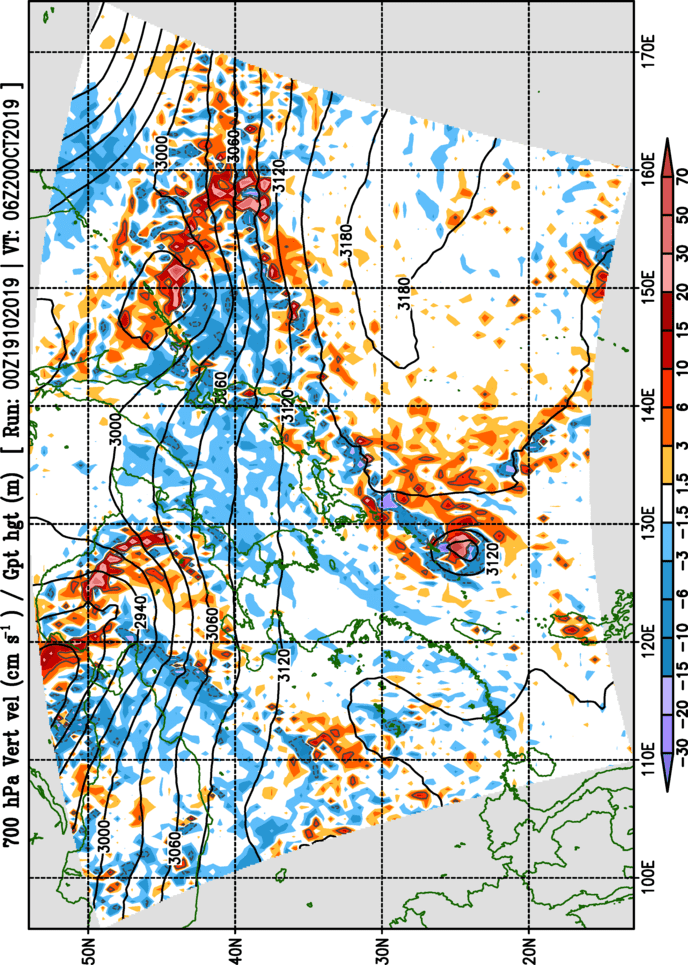 700 hPa Vert vel (cm s⁻¹) / Gpt hgt (m) [ Run: 00Z19102019 | VT: 06Z20OCT2019 ]
50N
40N
30N
20N
100E
110E
120E
130E
140E
150E
160E
170E
3000
3060
2940
3060
3120
3120
3000
3060
3120
3000
3060
3120
3180
3180
−30
−20
−15
−10
−6
−3
−1.5
1.5
3
6
10
15
20
30
50
70